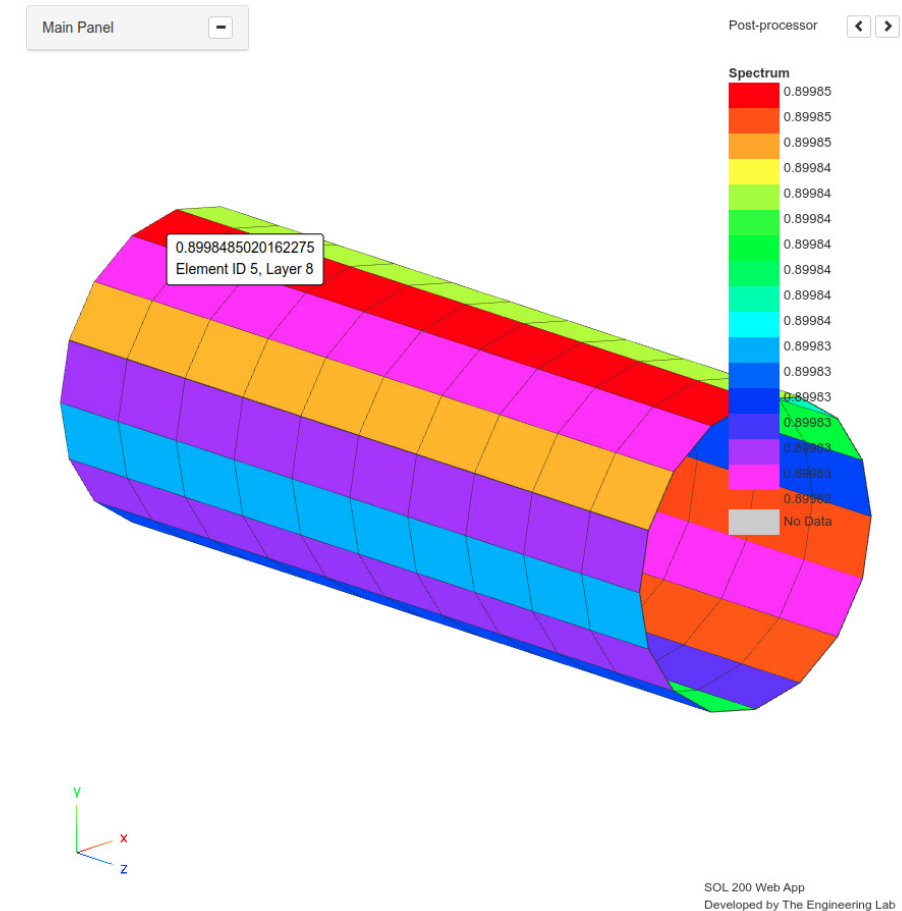 Main Panel
Post-processor
Spectrum
0.89985
0.89985
0.89985
0.89984
0.89984
0.89984
0.89984
0.89984
0.89984
0.89984
0.89983
0.89983
0.89983
0.89983
0.89983
0.89983
0.89982
No Data
0.8998485020162275
Element ID 5, Layer 8
y
x
z
SOL 200 Web App
Developed by The Engineering Lab